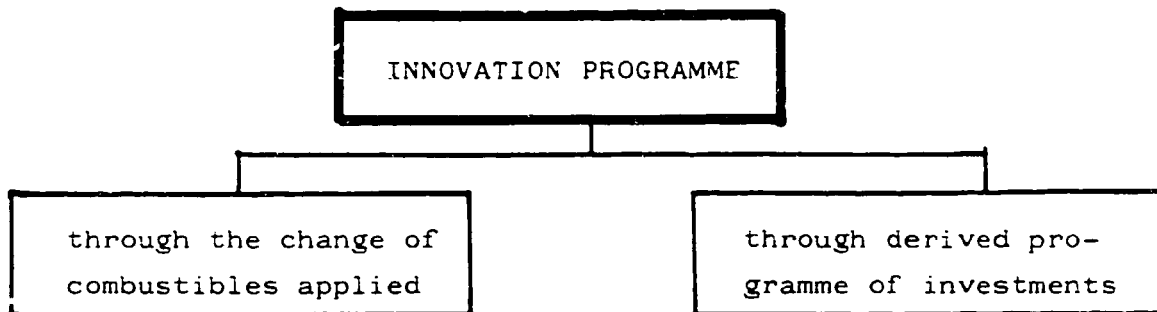 INNOVATION PROGRAMME
through the change of
combustibles applied
through derived pro-
gramme of investments